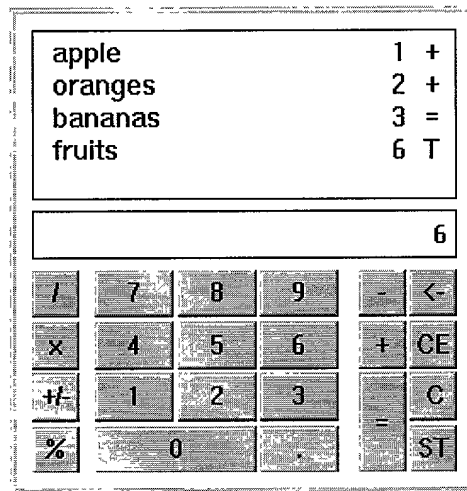 apple 1 +
oranges 2 +
bananas 3 =
fruits 6 T
6
/ 7 8 9 - <-
x 4 5 6 + CE
+/- 1 2 3 = C
% 0 . ST